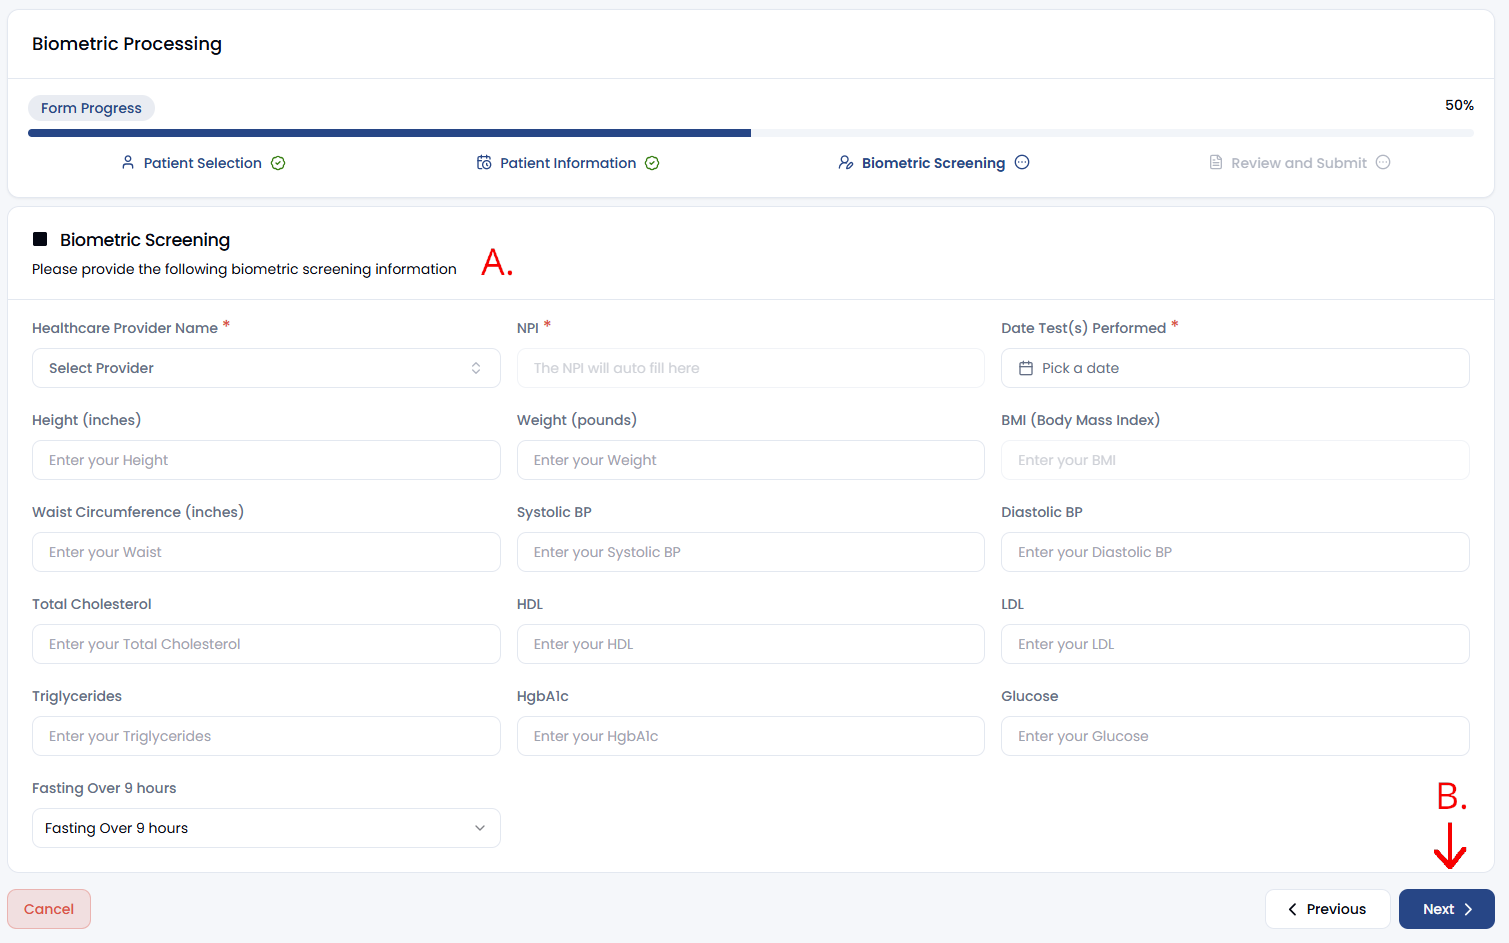 Biometric Processing
Form Progress
50%
Patient Selection
Patient Information
Biometric Screening
Review and Submit
Biometric Screening
Please provide the following biometric screening information
A.
Healthcare Provider Name *
NPI *
Date Test(s) Performed *
Select Provider
The NPI will auto fill here
Pick a date
Height (inches)
Weight (pounds)
BMI (Body Mass Index)
Enter your Height
Enter your Weight
Enter your BMI
Waist Circumference (inches)
Systolic BP
Diastolic BP
Enter your Waist
Enter your Systolic BP
Enter your Diastolic BP
Total Cholesterol
HDL
LDL
Enter your Total Cholesterol
Enter your HDL
Enter your LDL
Triglycerides
HgbA1c
Glucose
Enter your Triglycerides
Enter your HgbA1c
Enter your Glucose
Fasting Over 9 hours
Fasting Over 9 hours
B.
Cancel
Previous
Next